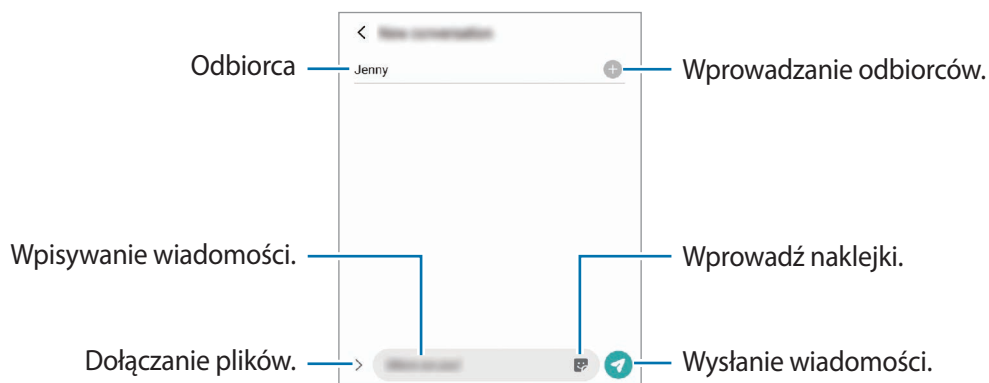 Odbiorca
Jenny
Wprowadzanie odbiorców.
Wpisywanie wiadomości.
Wprowadź naklejki.
Dołączanie plików.
Wysłanie wiadomości.